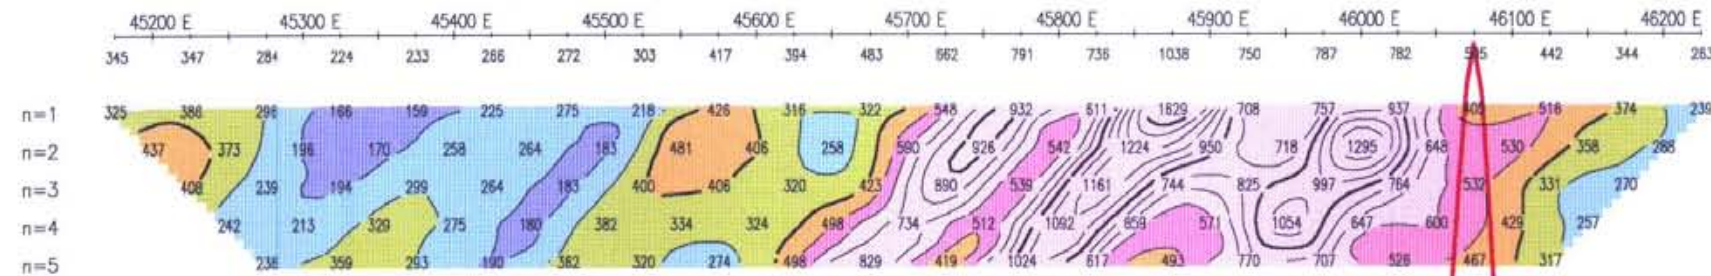 45200 E 45300 E 45400 E 45500 E 45600 E 45700 E 45800 E 45900 E 46000 E 46100 E 46200 E
345 347 284 224 233 266 272 303 417 394 483 662 791 736 1038 750 787 782 442 344 263
n=1 325 386 296 166 159 225 275 218 426 316 322 548 932 611 1629 708 757 937 405 516 374 239
n=2 437 373 196 170 258 264 183 481 406 258 590 926 542 1224 950 718 1295 648 530 358 288
n=3 408 239 194 299 264 183 400 406 320 423 890 539 1161 744 825 997 764 532 331 270
n=4 242 213 329 275 180 382 334 324 498 734 512 1092 859 571 1054 647 600 429 257
n=5 236 359 293 190 362 320 274 498 829 419 1024 617 493 770 707 526 467 317